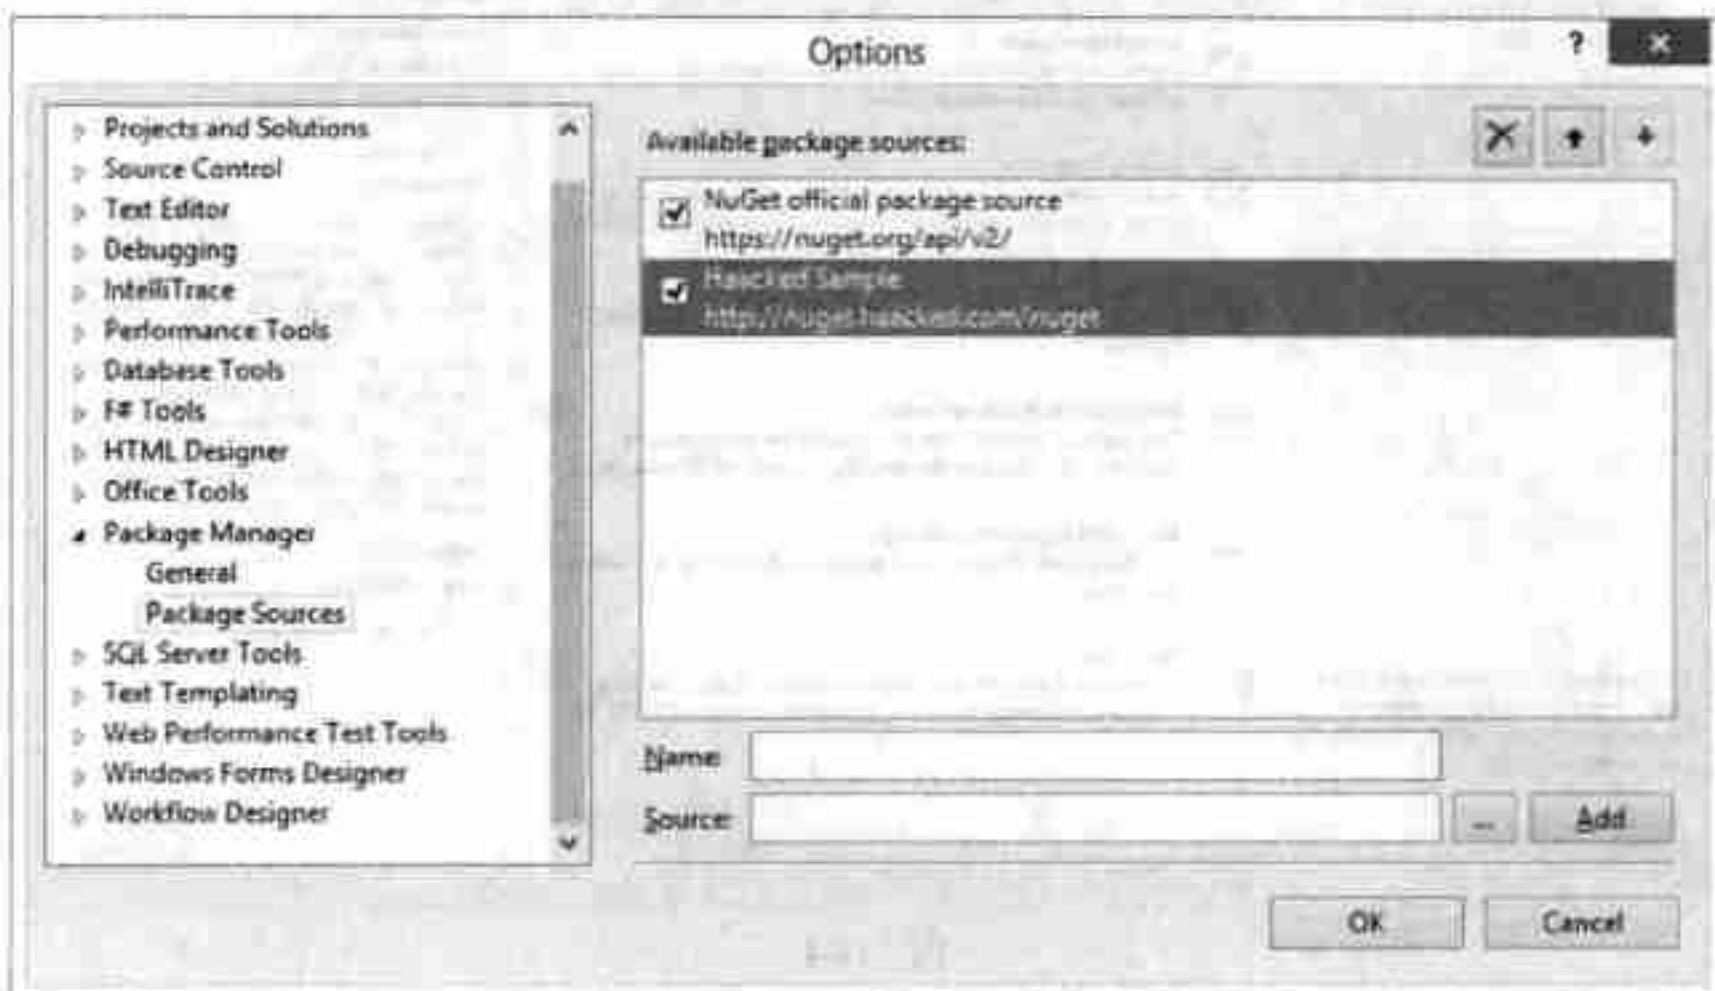 Options
?
Projects and Solutions
Source Control
Text Editor
Debugging
IntelliTrace
Performance Tools
Database Tools
F# Tools
HTML Designer
Office Tools
Package Manager
General
Package Sources
SQL Server Tools
Text Templating
Web Performance Test Tools
Windows Forms Designer
Workflow Designer
Available package sources:
NuGet official package source
https://nuget.org/api/v2/
Haacked Sample
http://nuget.haacked.com/nuget
Name:
Source:
...
Add
OK
Cancel